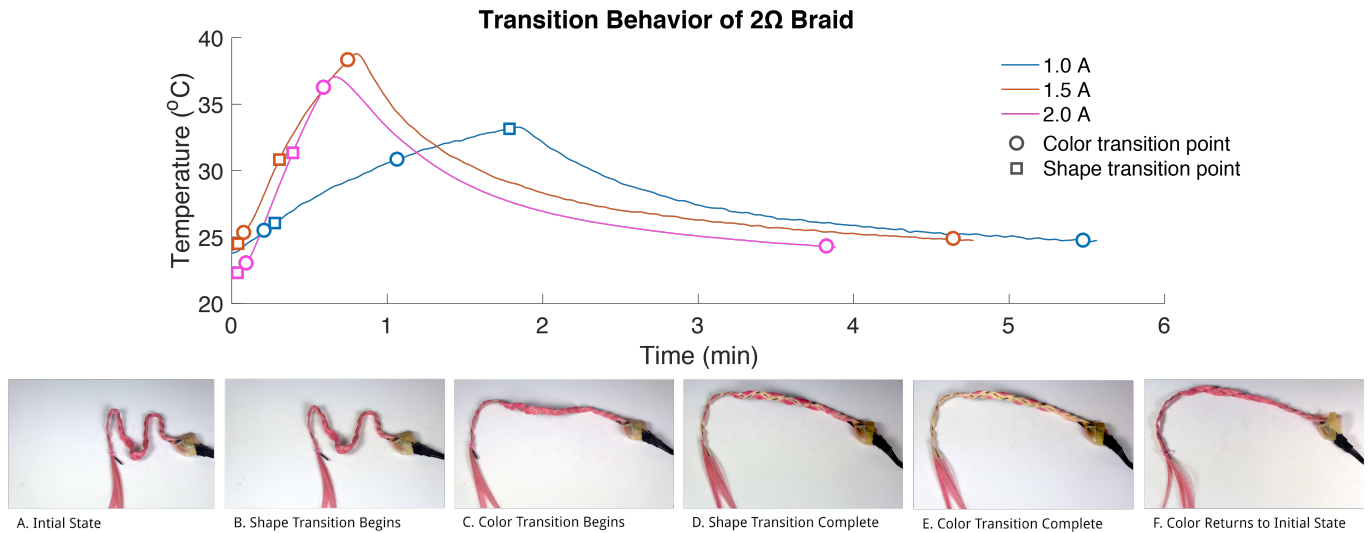 Transition Behavior of 2Ω Braid
40
35
30
25
20
Temperature (⁰C)
0
1
2
3
4
5
6
Time (min)
1.0 A
1.5 A
2.0 A
Color transition point
Shape transition point
A. Intial State
B. Shape Transition Begins
C. Color Transition Begins
D. Shape Transition Complete
E. Color Transition Complete
F. Color Returns to Initial State